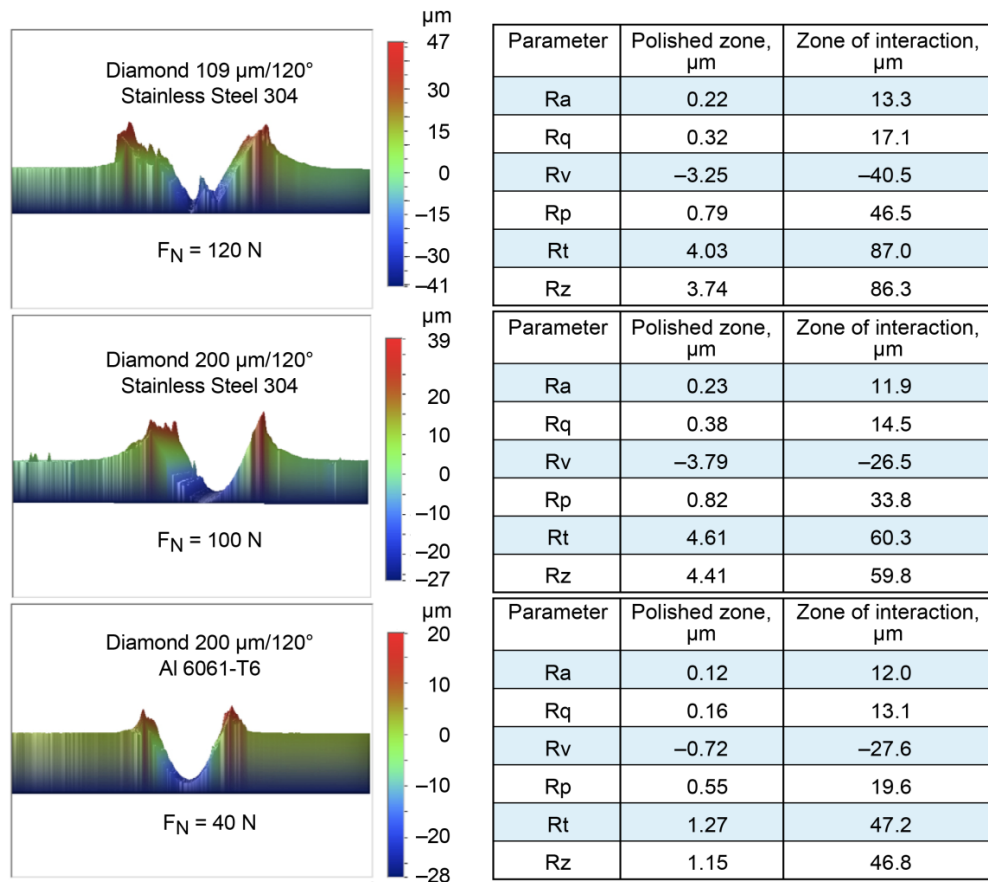 Diamond 109 µm/120°
Stainless Steel 304
F_N = 120 N
µm
47
30
15
0
–15
–30
–41
Parameter Polished zone, µm Zone of interaction, µm
Ra 0.22 13.3
Rq 0.32 17.1
Rv –3.25 –40.5
Rp 0.79 46.5
Rt 4.03 87.0
Rz 3.74 86.3
Diamond 200 µm/120°
Stainless Steel 304
F_N = 100 N
µm
39
20
10
0
–10
–20
–27
Parameter Polished zone, µm Zone of interaction, µm
Ra 0.23 11.9
Rq 0.38 14.5
Rv –3.79 –26.5
Rp 0.82 33.8
Rt 4.61 60.3
Rz 4.41 59.8
Diamond 200 µm/120°
Al 6061-T6
F_N = 40 N
µm
20
10
0
–10
–20
–28
Parameter Polished zone, µm Zone of interaction, µm
Ra 0.12 12.0
Rq 0.16 13.1
Rv –0.72 –27.6
Rp 0.55 19.6
Rt 1.27 47.2
Rz 1.15 46.8